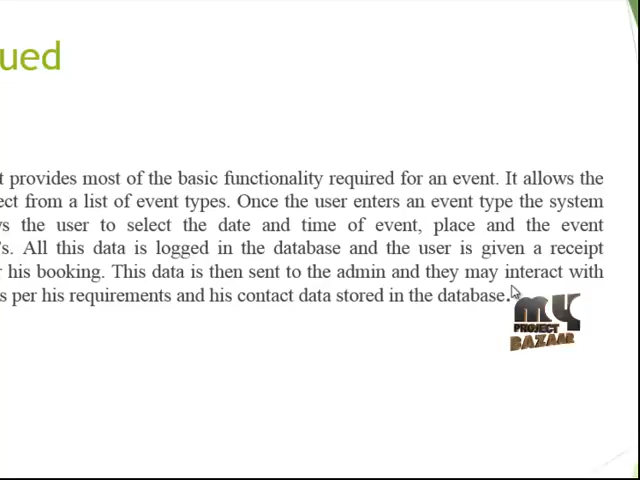 ued
t provides most of the basic functionality required for an event. It allows the
ect from a list of event types. Once the user enters an event type the system
ws the user to select the date and time of event, place and the event
's. All this data is logged in the database and the user is given a receipt
r his booking. This data is then sent to the admin and they may interact with
s per his requirements and his contact data stored in the database.
my
PROJECT
BAZAAR